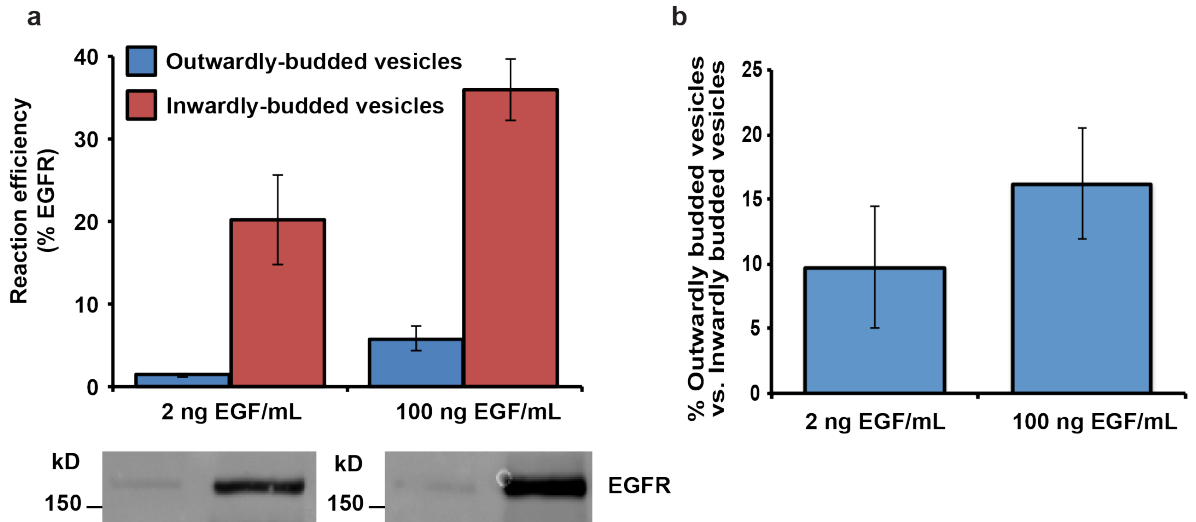 a
40
30
20
10
0
Reaction efficiency
(% EGFR)
Outwardly-budded vesicles
Inwardly-budded vesicles
2 ng EGF/mL
100 ng EGF/mL
kD
150
kD
150
EGFR
b
25
20
15
10
5
0
% Outwardly budded vesicles
vs. Inwardly budded vesicles
2 ng EGF/mL
100 ng EGF/mL